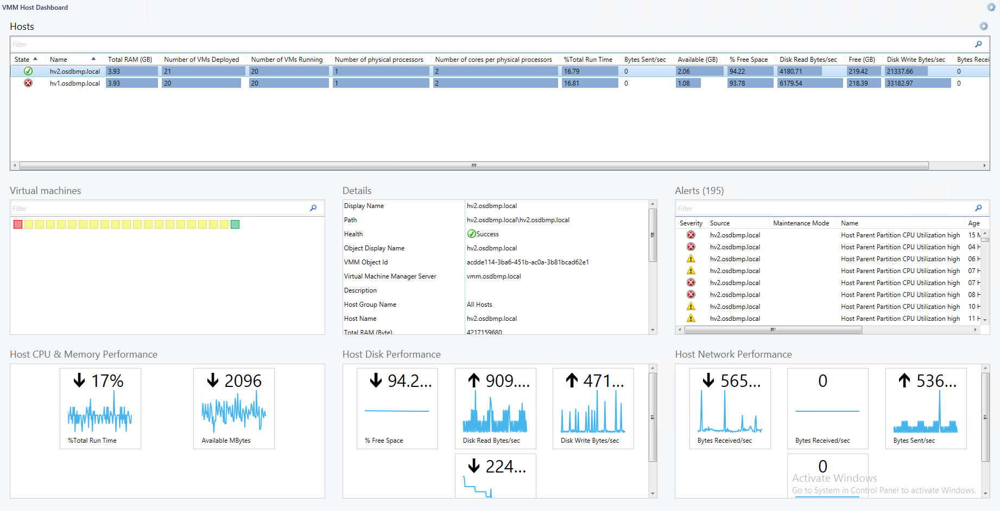 VMM Host Dashboard
Hosts
Filter
State Name Total RAM (GB) Number of VMs Deployed Number of VMs Running Number of physical processors Number of cores per physical processors %Total Run Time Bytes Sent/sec Available (GB) % Free Space Disk Read Bytes/sec Free (GB) Disk Write Bytes/sec Bytes Recei
hv2.osdbmp.local 3.93 21 20 1 2 16.79 0 2.06 94.22 4180.71 219.42 21337.66 0
hv1.osdbmp.local 3.93 20 20 1 2 16.81 0 1.08 93.78 6179.54 218.39 33182.97 0
Virtual machines
Filter
Details
Display Name hv2.osdbmp.local
Path hv2.osdbmp.local\hv2.osdbmp.local
Health Success
Object Display Name hv2.osdbmp.local
VMM Object Id acdde114-3ba6-451b-ac0a-3b81bcad62e1
Virtual Machine Manager Server vmm.osdbmp.local
Description
Host Group Name All Hosts
Host Name hv2.osdbmp.local
Total RAM (Byte) 4217159680
Alerts (195)
Filter
Severity Source Maintenance Mode Name Age
hv2.osdbmp.local Host Parent Partition CPU Utilization high 15 M
hv2.osdbmp.local Host Parent Partition CPU Utilization high 04 H
hv2.osdbmp.local Host Parent Partition CPU Utilization high 06 H
hv2.osdbmp.local Host Parent Partition CPU Utilization high 07 H
hv2.osdbmp.local Host Parent Partition CPU Utilization high 07 H
hv2.osdbmp.local Host Parent Partition CPU Utilization high 08 H
hv2.osdbmp.local Host Parent Partition CPU Utilization high 10 H
hv2.osdbmp.local Host Parent Partition CPU Utilization high 11 H
Host CPU & Memory Performance
17%
%Total Run Time
2096
Available MBytes
Host Disk Performance
94.2...
% Free Space
909....
Disk Read Bytes/sec
471...
Disk Write Bytes/sec
224...
Host Network Performance
565...
Bytes Received/sec
0
Bytes Received/sec
536...
Bytes Sent/sec
0
Activate Windows
Go to System in Control Panel to activate Windows.